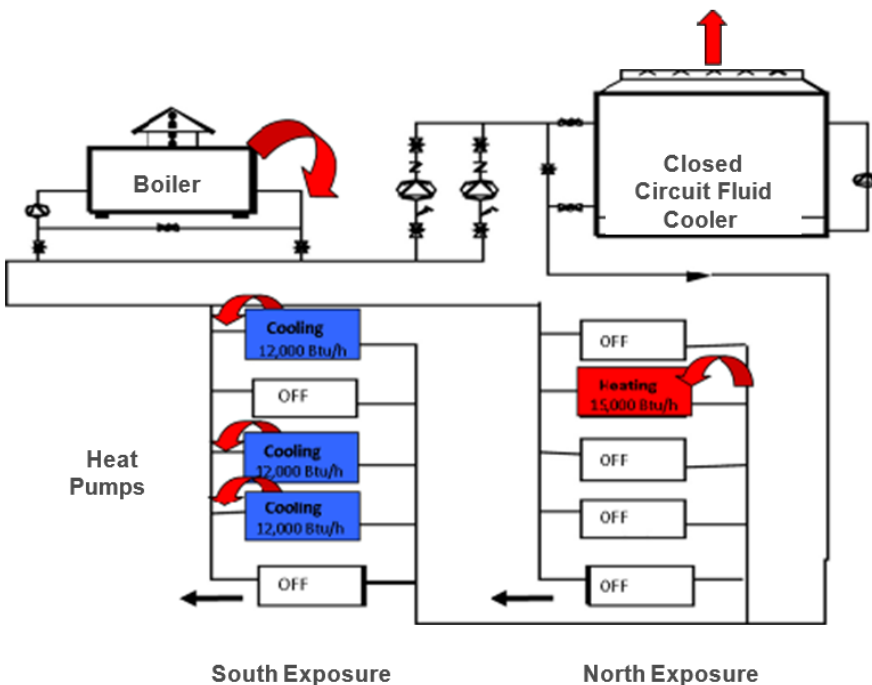 Boiler
Closed
Circuit Fluid
Cooler
Cooling
12,000 Btu/h
OFF
Cooling
12,000 Btu/h
Cooling
12,000 Btu/h
OFF
Heat
Pumps
OFF
Heating
15,000 Btu/h
OFF
OFF
OFF
South Exposure
North Exposure